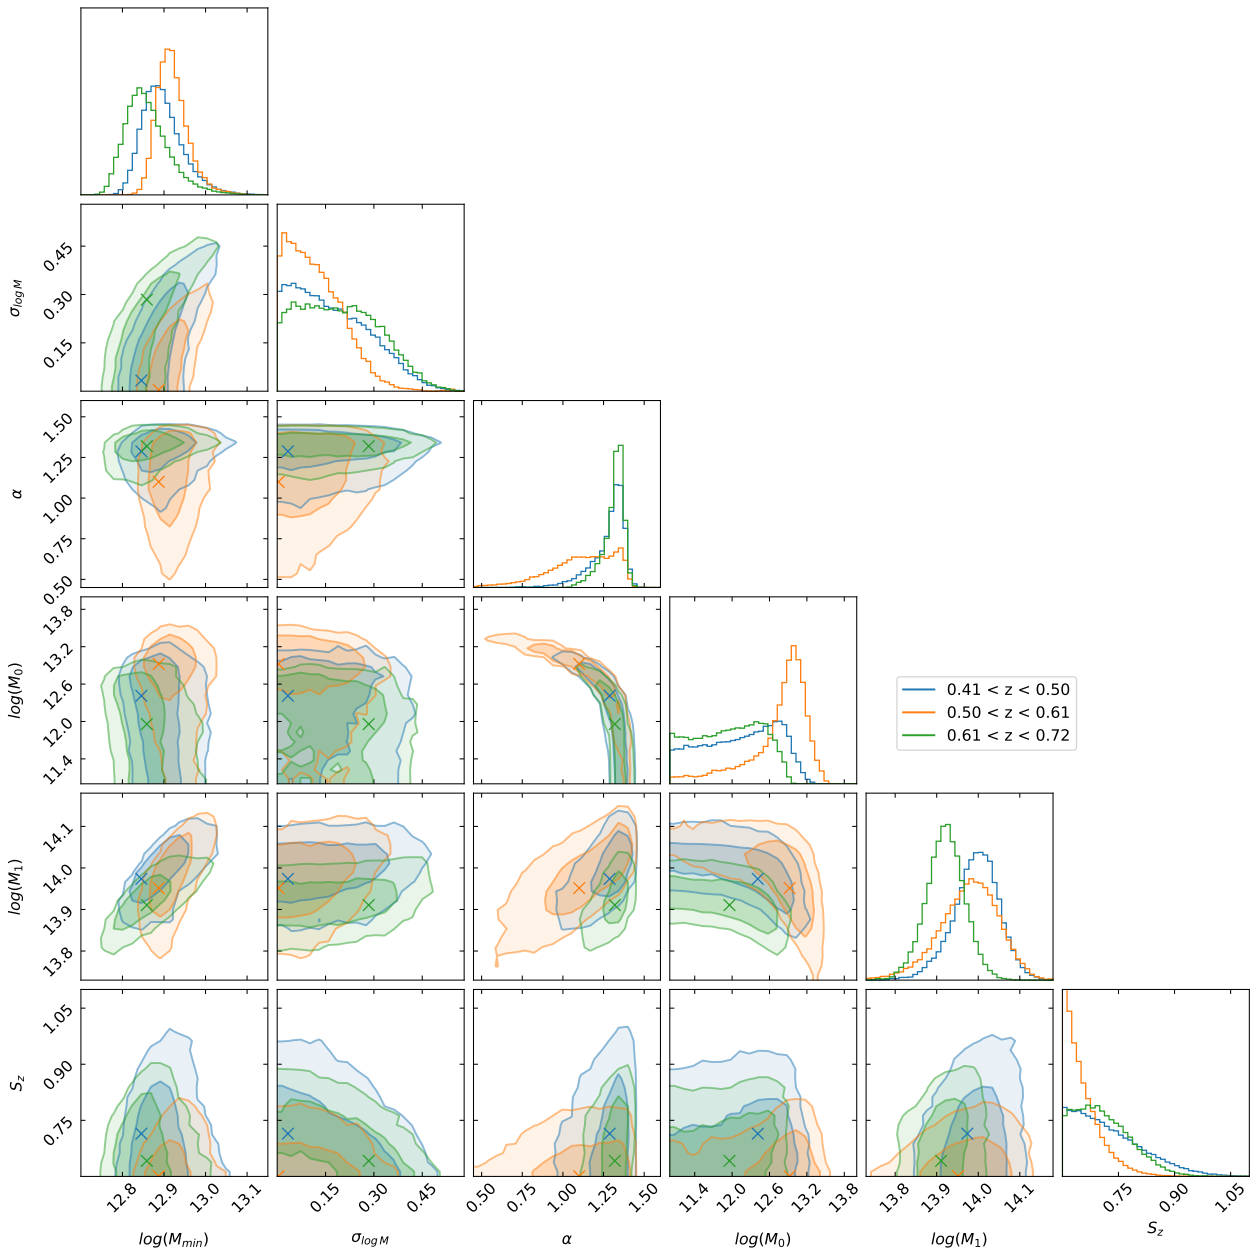 0.45
0.30
0.15
σ_log M
1.50
1.25
1.00
0.75
0.50
α
13.8
13.2
12.6
12.0
11.4
log(M_0)
0.41 < z < 0.50
0.50 < z < 0.61
0.61 < z < 0.72
14.1
14.0
13.9
13.8
log(M_1)
1.05
0.90
0.75
S_z
12.8 12.9 13.0 13.1 0.15 0.30 0.45 0.50 0.75 1.00 1.25 1.50 11.4 12.0 12.6 13.2 13.8 13.8 13.9 14.0 14.1 0.75 0.90 1.05
log(M_min) σ_log M α log(M_0) log(M_1) S_z